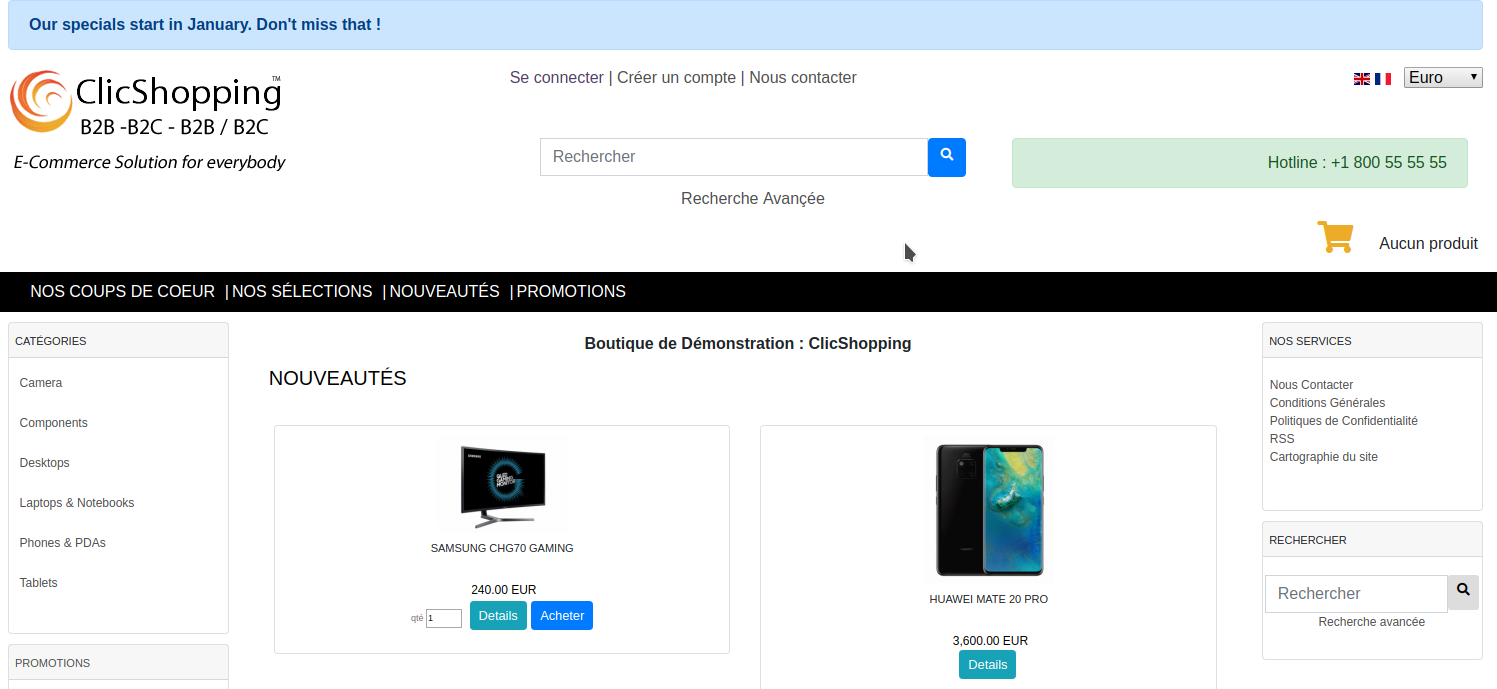 Our specials start in January. Don't miss that !
ClicShopping™
B2B -B2C - B2B / B2C
E-Commerce Solution for everybody
Se connecter | Créer un compte | Nous contacter
Euro
Rechercher
Recherche Avançée
Hotline : +1 800 55 55 55
Aucun produit
NOS COUPS DE COEUR | NOS SÉLECTIONS | NOUVEAUTÉS | PROMOTIONS
CATÉGORIES
Camera
Components
Desktops
Laptops & Notebooks
Phones & PDAs
Tablets
PROMOTIONS
Boutique de Démonstration : ClicShopping
NOUVEAUTÉS
SAMSUNG
QLED
GAMING
MONITOR
SAMSUNG CHG70 GAMING
240.00 EUR
qté 1 Details Acheter
HUAWEI MATE 20 PRO
3,600.00 EUR
Details
NOS SERVICES
Nous Contacter
Conditions Générales
Politiques de Confidentialité
RSS
Cartographie du site
RECHERCHER
Rechercher
Recherche avancée